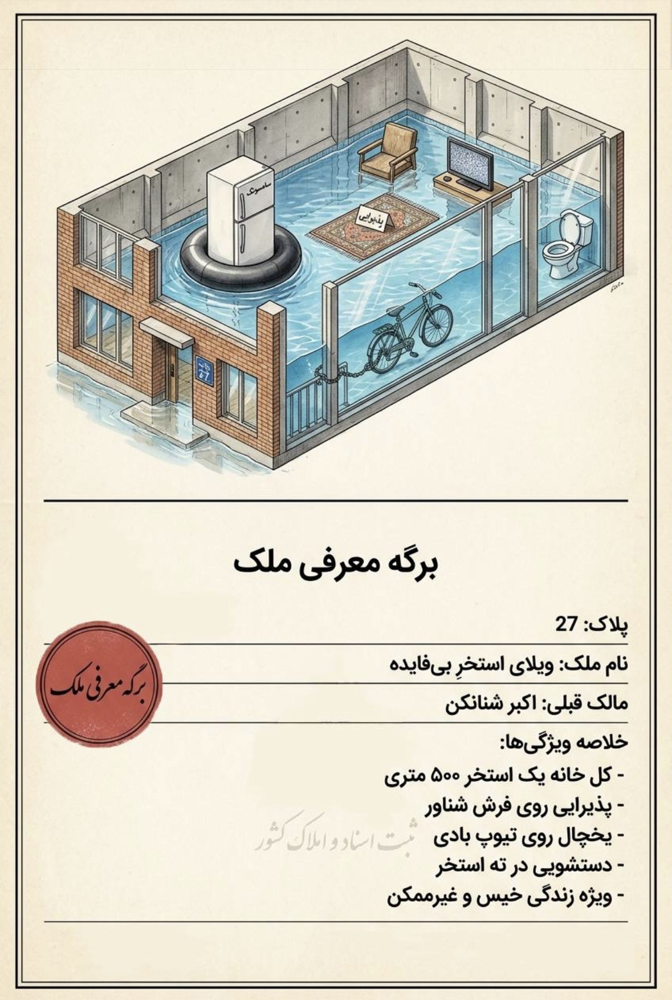 سامسونگ
پذیرایی
27
برگه معرفی ملک
پلاک: 27
نام ملک: ویلای استخرِ بی‌فایده
مالک قبلی: اکبر شنانکن
برگه معرفی ملک
خلاصه ویژگی‌ها:
- کل خانه یک استخر ۵۰۰ متری
- پذیرایی روی فرش شناور
- یخچال روی تیوپ بادی
ثبت اسناد و املاک کشور
- دستشویی در ته استخر
- ویژه زندگی خیس و غیرممکن